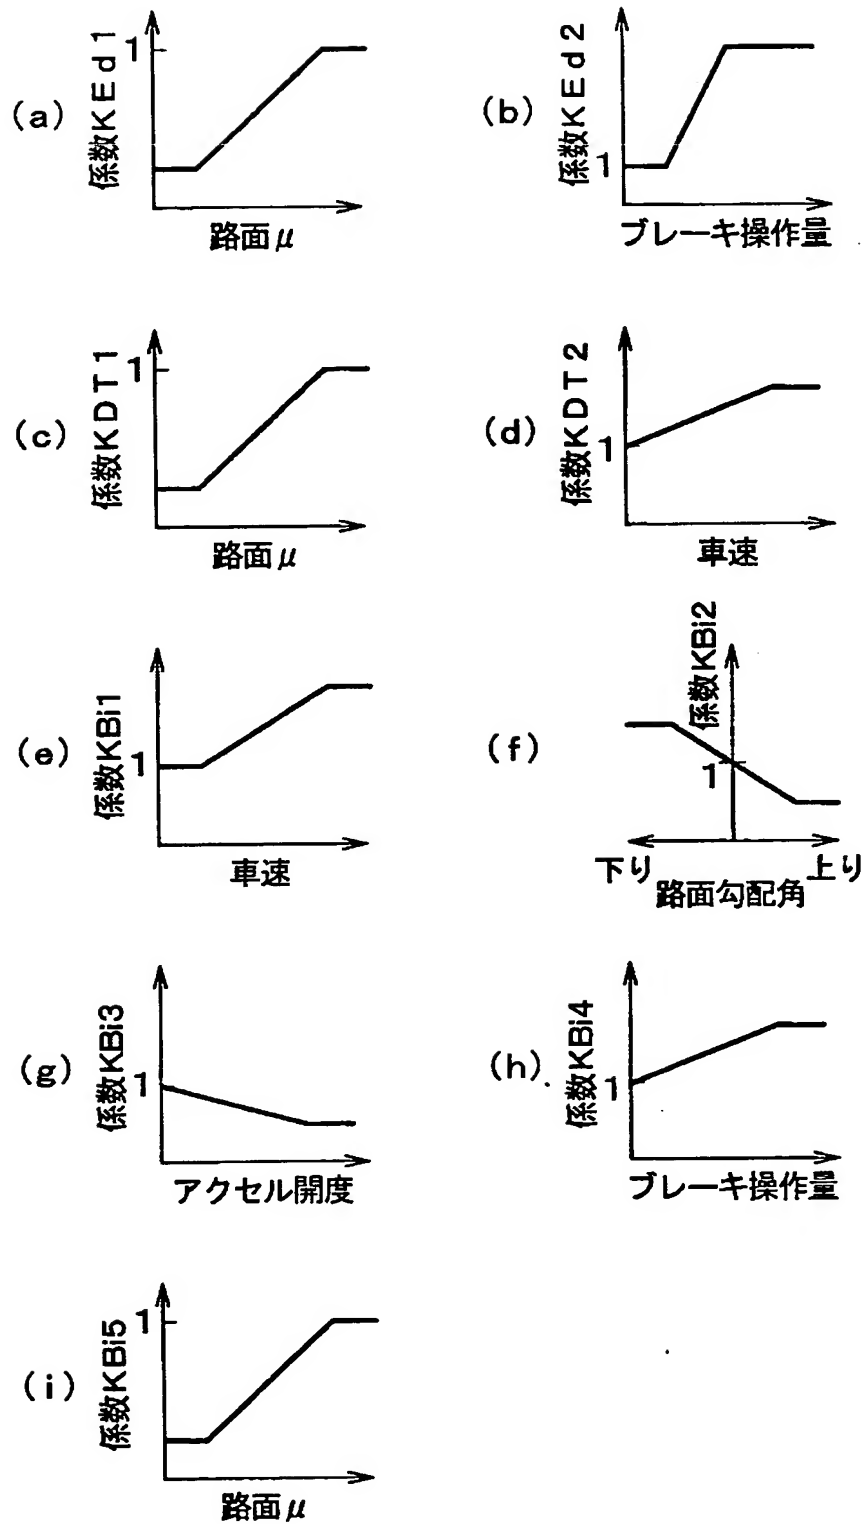 (a)
係数KEd1
1
路面μ
(b)
係数KEd2
1
ブレーキ操作量
(c)
係数KDT1
1
路面μ
(d)
係数KDT2
1
車速
(e)
係数KBi1
1
車速
(f)
係数KBi2
1
下り
上り
路面勾配角
(g)
係数KBi3
1
アクセル開度
(h)
係数KBi4
1
ブレーキ操作量
(i)
係数KBi5
1
路面μ